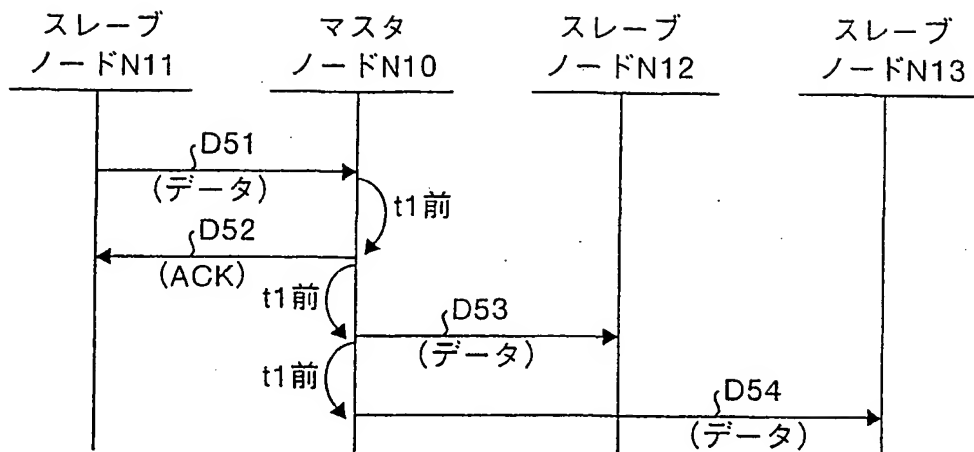 スレーブ
ノードN11
マスタ
ノードN10
スレーブ
ノードN12
スレーブ
ノードN13
D51
(データ)
t1前
D52
(ACK)
t1前
D53
(データ)
t1前
D54
(データ)